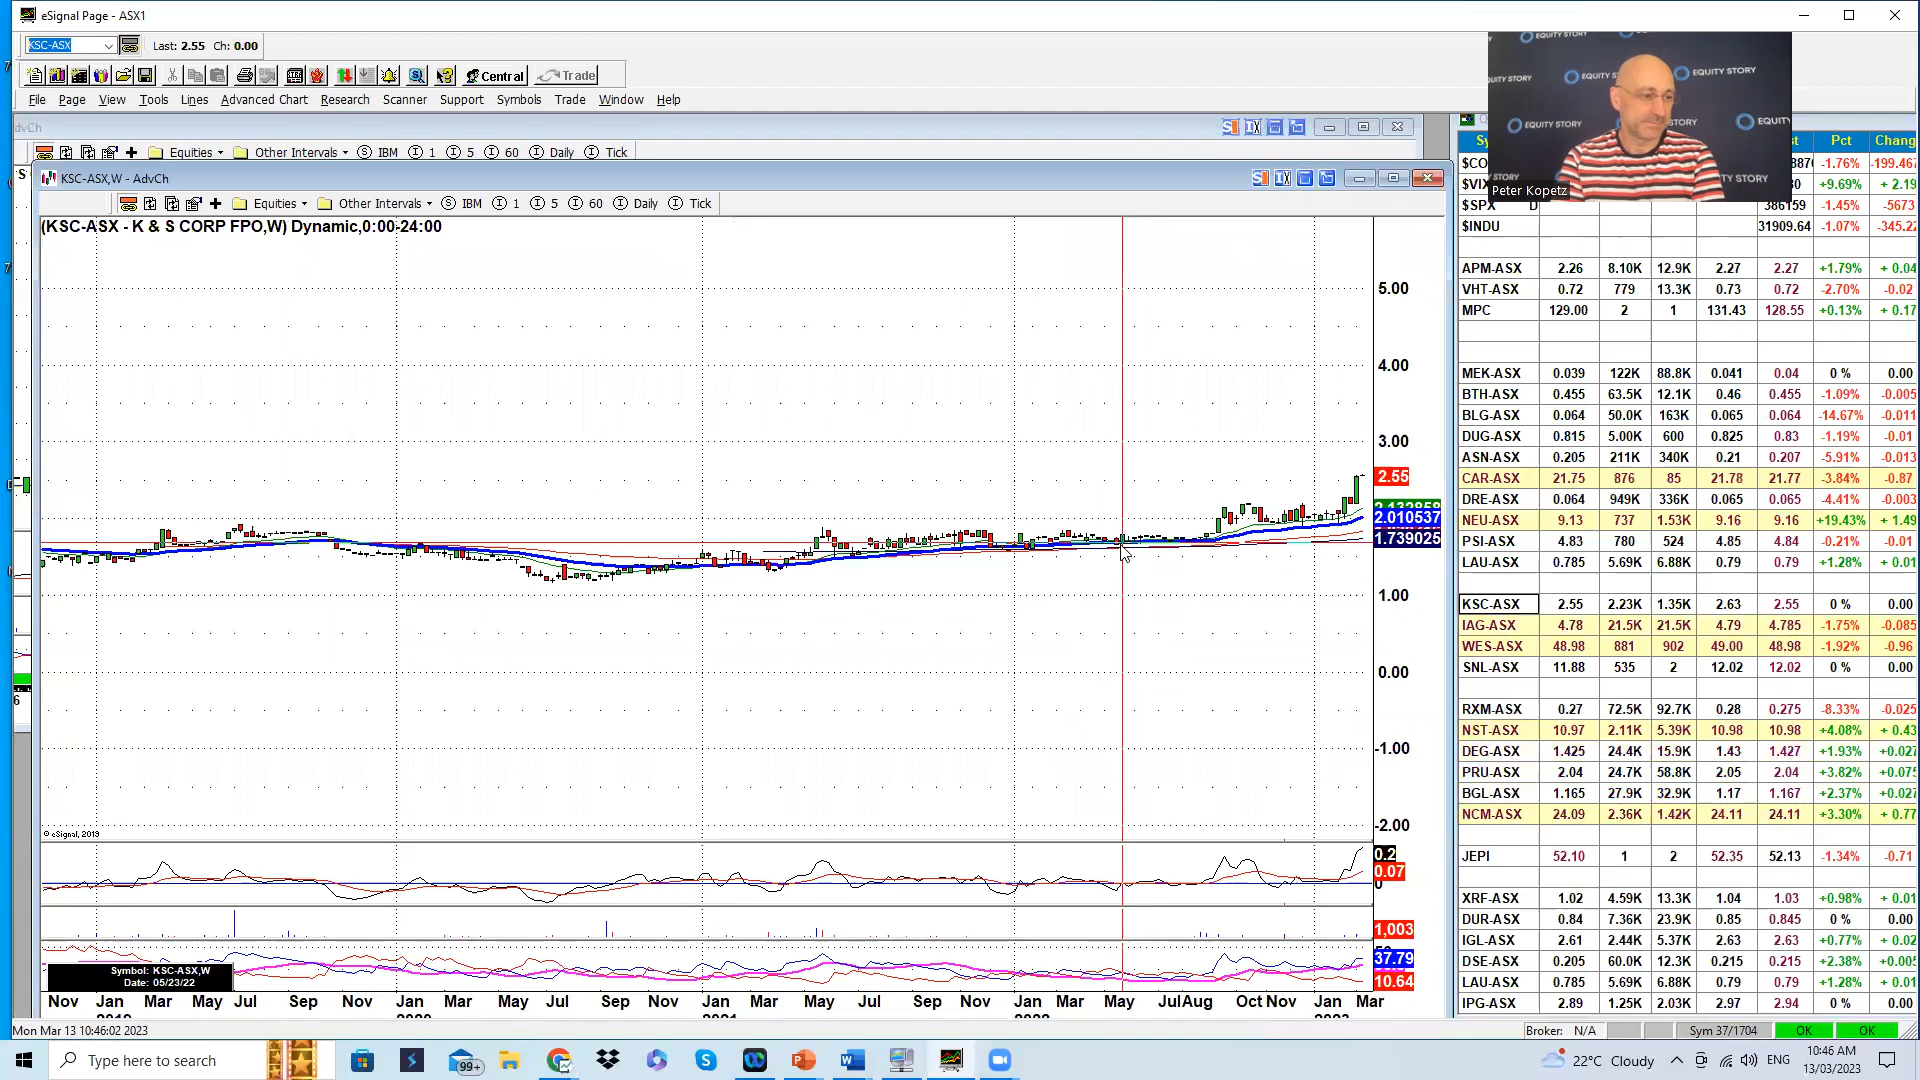 eSignal Page - ASX1
KSC-ASX Last: 2.55 Ch: 0.00
Central Trade
File Page View Tools Lines Advanced Chart Research Scanner Support Symbols Trade Window Help
Equities Other Intervals IBM 1 5 60 Daily Tick
KSC-ASX,W - AdvCh
Equities Other Intervals IBM 1 5 60 Daily Tick
(KSC-ASX - K & S CORP FPO,W) Dynamic,0:00-24:00
5.00
4.00
3.00
2.55
2.010537
1.739025
1.00
0.00
-1.00
-2.00
© eSignal, 2019
0.2
0.07
0
1,003
37.79
10.64
Symbol: KSC-ASX,W
Date: 05/23/22
Nov Jan Mar May Jul Sep Nov Jan Mar May Jul Sep Nov Jan Mar May Jul Sep Nov Jan Mar May Jul Aug Oct Nov Jan Mar
EQUITY STORY
EQUITY STORY
EQUITY STORY
Peter Kopetz
Pct Change
-1.76% -199.467
$VIX +9.69% + 2.19
$SPX D 386159 -1.45% -5673
$INDU 31909.64 -1.07% -345.22
APM-ASX 2.26 8.10K 12.9K 2.27 2.27 +1.79% + 0.04
VHT-ASX 0.72 779 13.3K 0.73 0.72 -2.70% -0.02
MPC 129.00 2 1 131.43 128.55 +0.13% + 0.17
MEK-ASX 0.039 122K 88.8K 0.041 0.04 0 % 0.00
BTH-ASX 0.455 63.5K 12.1K 0.46 0.455 -1.09% -0.005
BLG-ASX 0.064 50.0K 163K 0.065 0.064 -14.67% -0.011
DUG-ASX 0.815 5.00K 600 0.825 0.83 -1.19% -0.01
ASN-ASX 0.205 211K 340K 0.21 0.207 -5.91% -0.013
CAR-ASX 21.75 876 85 21.78 21.77 -3.84% -0.87
DRE-ASX 0.064 949K 336K 0.065 0.065 -4.41% -0.003
NEU-ASX 9.13 737 1.53K 9.16 9.16 +19.43% + 1.49
PSI-ASX 4.83 780 524 4.85 4.84 -0.21% -0.01
LAU-ASX 0.785 5.69K 6.88K 0.79 0.79 +1.28% + 0.01
KSC-ASX 2.55 2.23K 1.35K 2.63 2.55 0 % 0.00
IAG-ASX 4.78 21.5K 21.5K 4.79 4.785 -1.75% -0.085
WES-ASX 48.98 881 902 49.00 48.98 -1.92% -0.96
SNL-ASX 11.88 535 2 12.02 12.02 0 % 0.00
RXM-ASX 0.27 72.5K 92.7K 0.28 0.275 -8.33% -0.025
NST-ASX 10.97 2.11K 5.39K 10.98 10.98 +4.08% + 0.43
DEG-ASX 1.425 24.4K 15.9K 1.43 1.427 +1.93% +0.027
PRU-ASX 2.04 24.7K 58.8K 2.05 2.04 +3.82% +0.075
BGL-ASX 1.165 27.9K 32.9K 1.17 1.167 +2.37% +0.027
NCM-ASX 24.09 2.36K 1.42K 24.11 24.11 +3.30% + 0.77
JEPI 52.10 1 2 52.35 52.13 -1.34% -0.71
XRF-ASX 1.02 4.59K 13.3K 1.04 1.03 +0.98% + 0.01
DUR-ASX 0.84 7.36K 23.9K 0.85 0.845 0 % 0.00
IGL-ASX 2.61 2.44K 5.37K 2.63 2.63 +0.77% + 0.02
DSE-ASX 0.205 60.0K 12.3K 0.215 0.215 +2.38% +0.005
LAU-ASX 0.785 5.69K 6.88K 0.79 0.79 +1.28% + 0.01
IPG-ASX 2.89 1.25K 2.03K 2.97 2.94 0 % 0.00
Mon Mar 13 10:46:02 2023
Broker: N/A Sym 37/1704 OK OK
Type here to search
99+
22°C Cloudy ENG 10:46 AM
13/03/2023